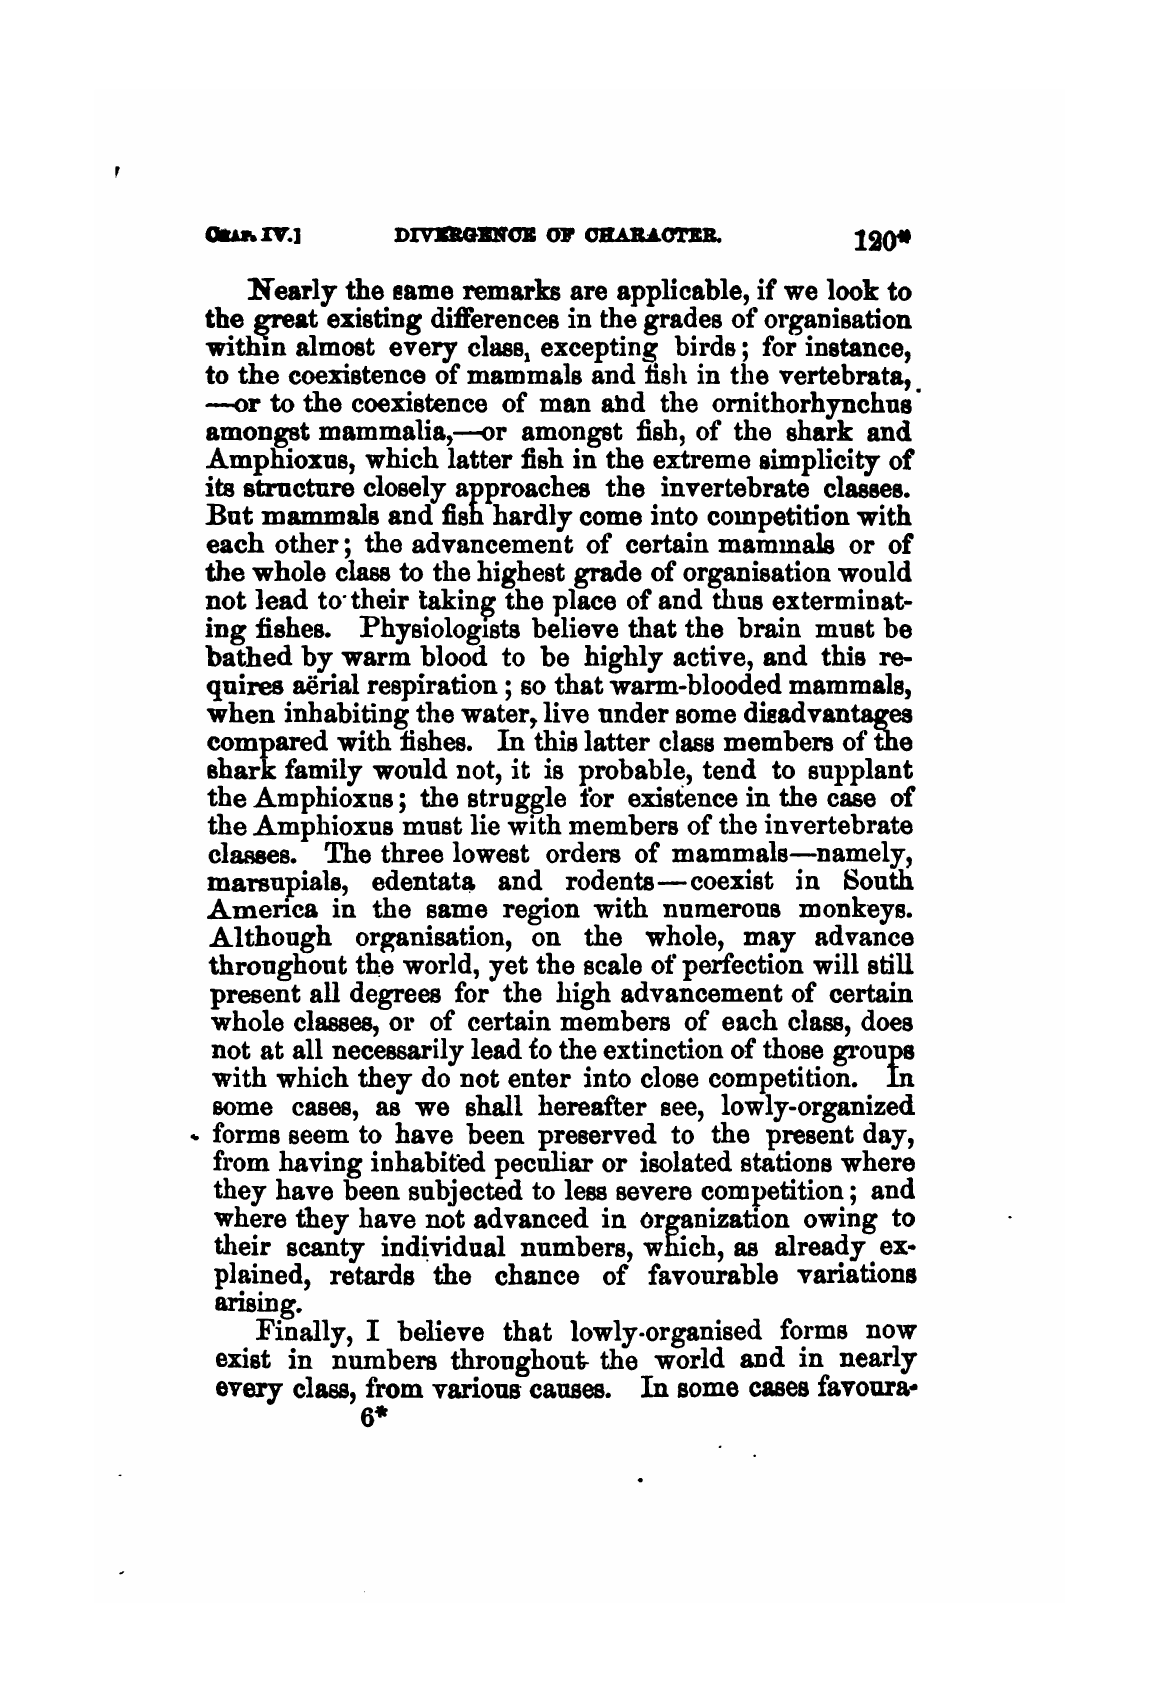 CHAP. IV.] DIVERGENCE OF CHARACTER. 120*
Nearly the same remarks are applicable, if we look to
the great existing differences in the grades of organisation
within almost every class, excepting birds; for instance,
to the coexistence of mammals and fish in the vertebrata,
—or to the coexistence of man and the ornithorhynchus
amongst mammalia,—or amongst fish, of the shark and
Amphioxus, which latter fish in the extreme simplicity of
its structure closely approaches the invertebrate classes.
But mammals and fish hardly come into competition with
each other; the advancement of certain mammals or of
the whole class to the highest grade of organisation would
not lead to their taking the place of and thus exterminat-
ing fishes. Physiologists believe that the brain must be
bathed by warm blood to be highly active, and this re-
quires aërial respiration; so that warm-blooded mammals,
when inhabiting the water, live under some disadvantages
compared with fishes. In this latter class members of the
shark family would not, it is probable, tend to supplant
the Amphioxus; the struggle for existence in the case of
the Amphioxus must lie with members of the invertebrate
classes. The three lowest orders of mammals—namely,
marsupials, edentata and rodents—coexist in South
America in the same region with numerous monkeys.
Although organisation, on the whole, may advance
throughout the world, yet the scale of perfection will still
present all degrees for the high advancement of certain
whole classes, or of certain members of each class, does
not at all necessarily lead to the extinction of those groups
with which they do not enter into close competition. In
some cases, as we shall hereafter see, lowly-organized
forms seem to have been preserved to the present day,
from having inhabited peculiar or isolated stations where
they have been subjected to less severe competition; and
where they have not advanced in organization owing to
their scanty individual numbers, which, as already ex-
plained, retards the chance of favourable variations
arising.
Finally, I believe that lowly-organised forms now
exist in numbers throughout the world and in nearly
every class, from various causes. In some cases favoura-
6*